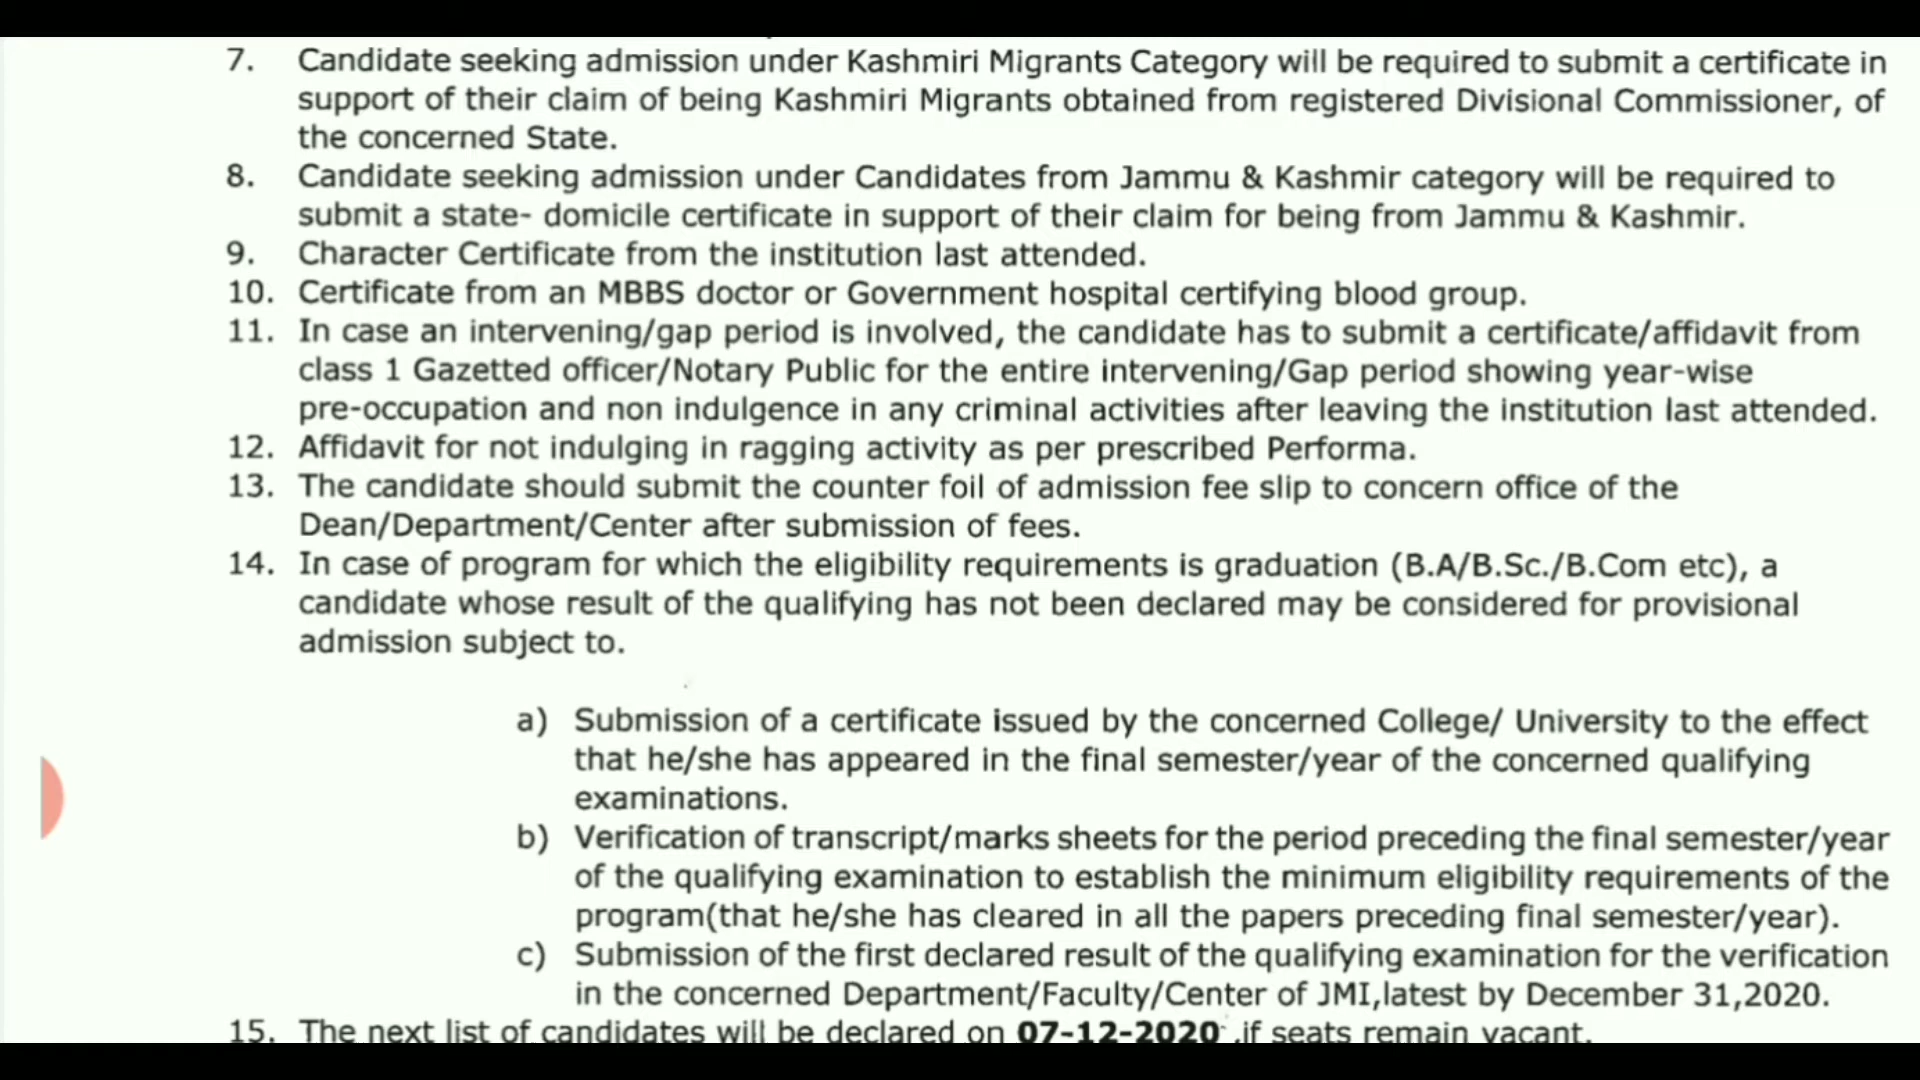 7. Candidate seeking admission under Kashmiri Migrants Category will be required to submit a certificate in
support of their claim of being Kashmiri Migrants obtained from registered Divisional Commissioner, of
the concerned State.
8. Candidate seeking admission under Candidates from Jammu & Kashmir category will be required to
submit a state- domicile certificate in support of their claim for being from Jammu & Kashmir.
9. Character Certificate from the institution last attended.
10. Certificate from an MBBS doctor or Government hospital certifying blood group.
11. In case an intervening/gap period is involved, the candidate has to submit a certificate/affidavit from
class 1 Gazetted officer/Notary Public for the entire intervening/Gap period showing year-wise
pre-occupation and non indulgence in any criminal activities after leaving the institution last attended.
12. Affidavit for not indulging in ragging activity as per prescribed Performa.
13. The candidate should submit the counter foil of admission fee slip to concern office of the
Dean/Department/Center after submission of fees.
14. In case of program for which the eligibility requirements is graduation (B.A/B.Sc./B.Com etc), a
candidate whose result of the qualifying has not been declared may be considered for provisional
admission subject to.
a) Submission of a certificate issued by the concerned College/ University to the effect
that he/she has appeared in the final semester/year of the concerned qualifying
examinations.
b) Verification of transcript/marks sheets for the period preceding the final semester/year
of the qualifying examination to establish the minimum eligibility requirements of the
program(that he/she has cleared in all the papers preceding final semester/year).
c) Submission of the first declared result of the qualifying examination for the verification
in the concerned Department/Faculty/Center of JMI,latest by December 31,2020.
15. The next list of candidates will be declared on 07-12-2020 ,if seats remain vacant.